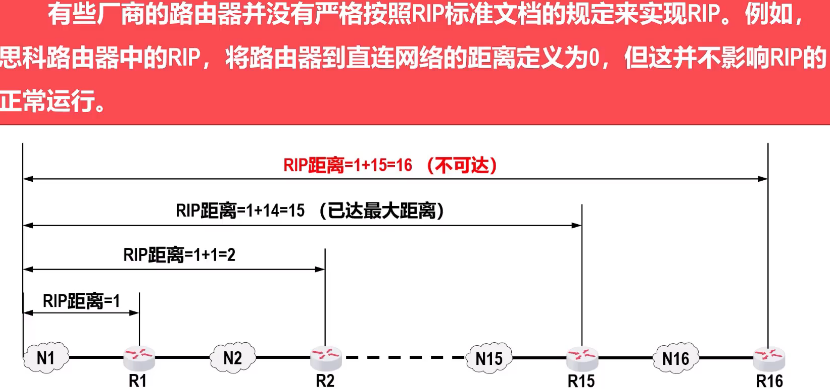 有些厂商的路由器并没有严格按照RIP标准文档的规定来实现RIP。例如，
思科路由器中的RIP，将路由器到直连网络的距离定义为0，但这并不影响RIP的
正常运行。
RIP距离=1+15=16 （不可达）
RIP距离=1+14=15 （已达最大距离）
RIP距离=1+1=2
RIP距离=1
N1 N2 N15 N16
R1 R2 R15 R16